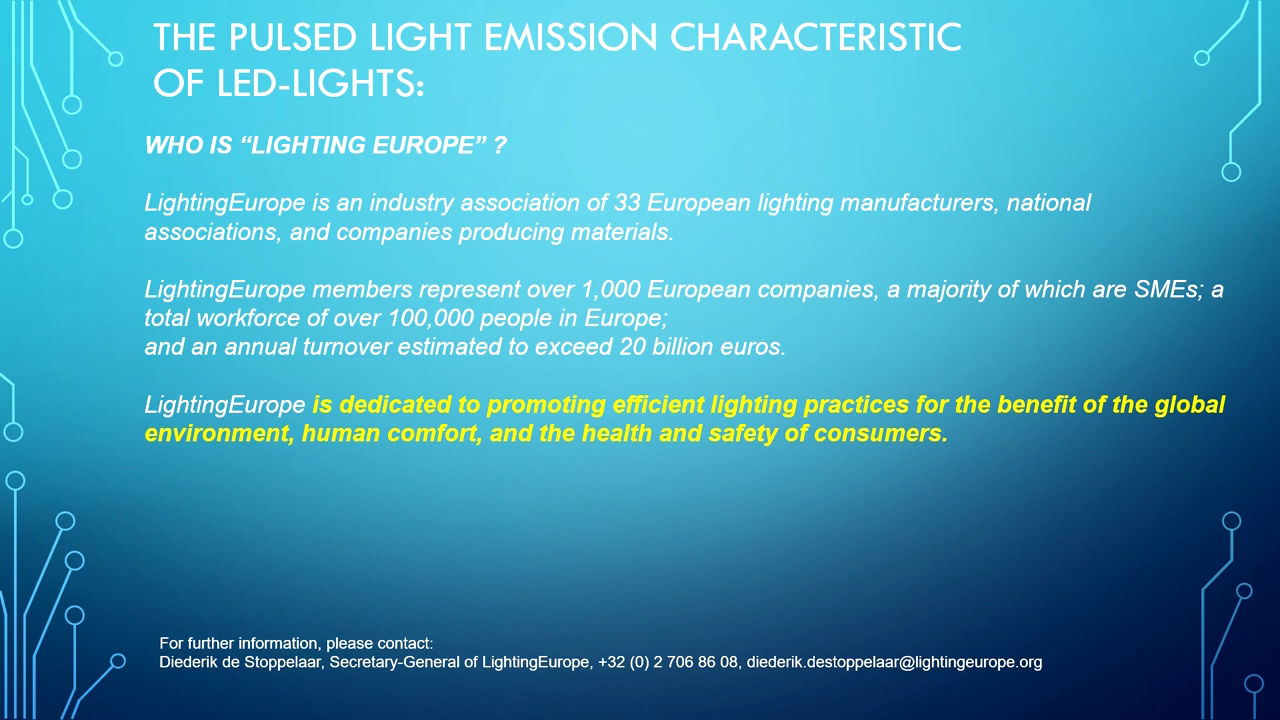 THE PULSED LIGHT EMISSION CHARACTERISTIC
OF LED-LIGHTS:
WHO IS “LIGHTING EUROPE” ?
LightingEurope is an industry association of 33 European lighting manufacturers, national
associations, and companies producing materials.
LightingEurope members represent over 1,000 European companies, a majority of which are SMEs; a
total workforce of over 100,000 people in Europe;
and an annual turnover estimated to exceed 20 billion euros.
LightingEurope is dedicated to promoting efficient lighting practices for the benefit of the global
environment, human comfort, and the health and safety of consumers.
For further information, please contact:
Diederik de Stoppelaar, Secretary-General of LightingEurope, +32 (0) 2 706 86 08, diederik.destoppelaar@lightingeurope.org